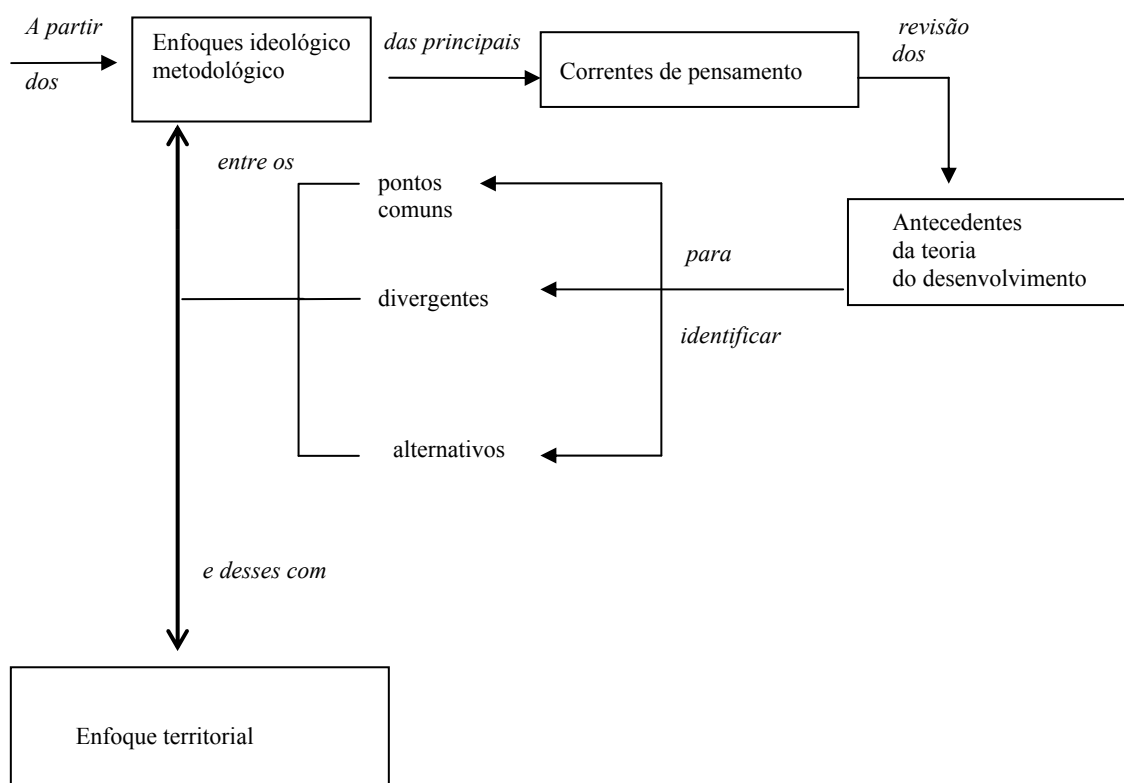 A partir
dos
Enfoques ideológico
metodológico
das principais
Correntes de pensamento
revisão
dos
Antecedentes
da teoria
do desenvolvimento
para
identificar
entre os
pontos
comuns
divergentes
alternativos
e desses com
Enfoque territorial